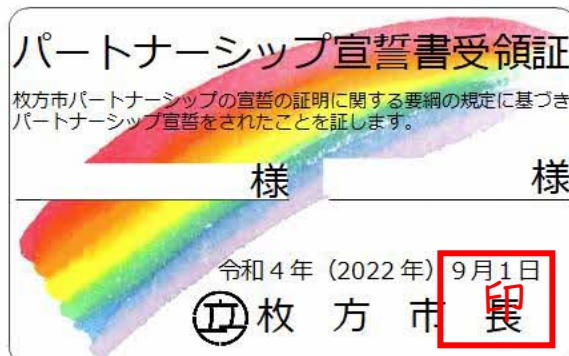 パートナーシップ宣誓書受領証
枚方市パートナーシップの宣誓の証明に関する要綱の規定に基づき
パートナーシップ宣誓をされたことを証します。
様 様
令和4年（2022年）9月1日
枚方市長 印